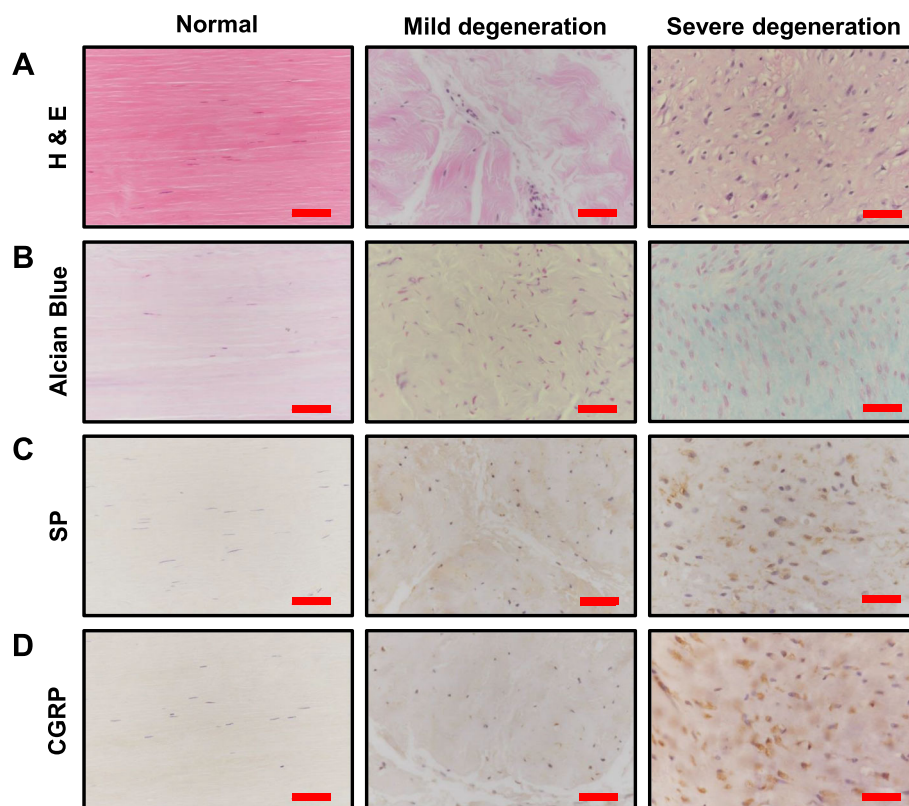 Normal
Mild degeneration
Severe degeneration
A
H & E
B
Alcian Blue
C
SP
D
CGRP